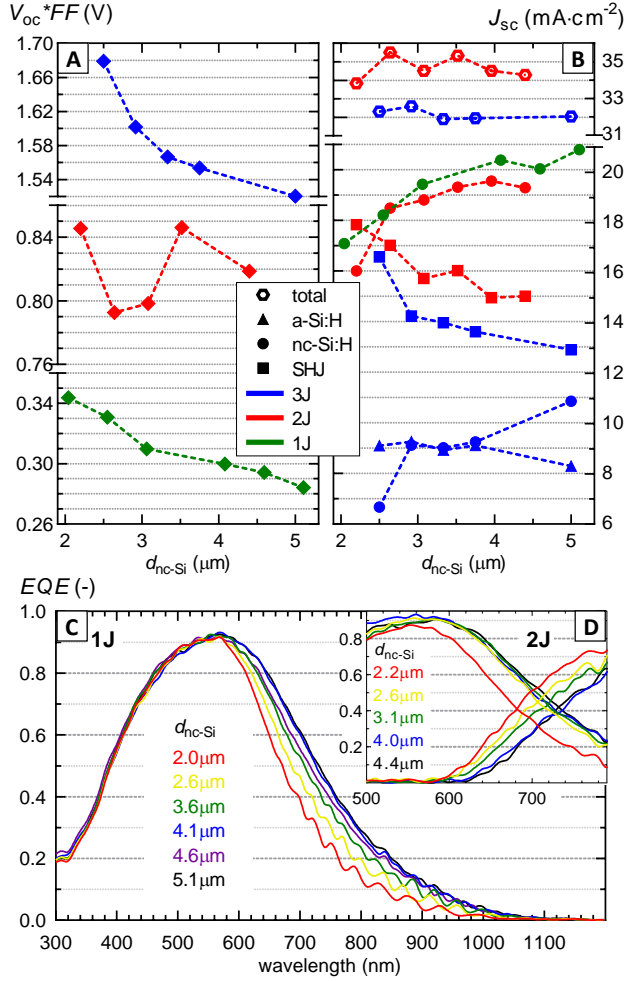 V_oc*FF (V)
J_sc (mA·cm⁻²)
A
B
1.70
1.66
1.62
1.58
1.54
0.84
0.80
0.76
0.34
0.30
0.26
35
33
31
20
18
16
14
12
10
8
6
total
a-Si:H
nc-Si:H
SHJ
3J
2J
1J
2 3 4 5
2 3 4 5
d_nc-Si (μm)
d_nc-Si (μm)
EQE (-)
C
1J
D
2J
1.0
0.9
0.7
0.5
0.4
0.2
0.0
d_nc-Si
2.0μm
2.6μm
3.6μm
4.1μm
4.6μm
5.1μm
d_nc-Si
2.2μm
2.6μm
3.1μm
4.0μm
4.4μm
0.8
0.6
0.4
0.2
500 600 700
300 400 500 600 700 800 900 1000 1100
wavelength (nm)